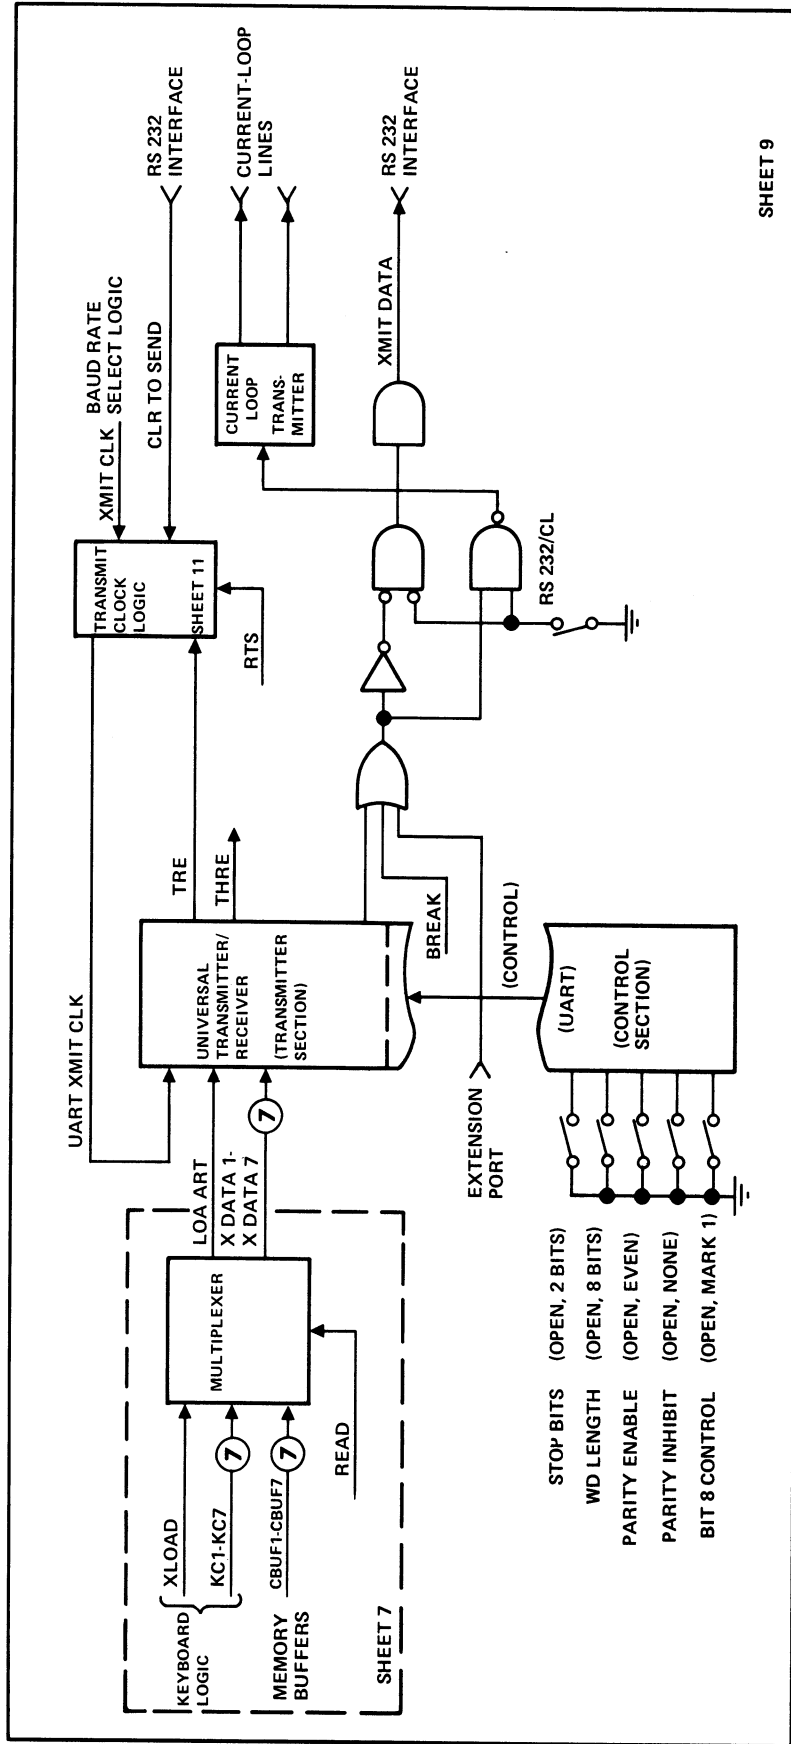 UART XMIT CLK
XMIT CLK
BAUD RATE
SELECT LOGIC
TRANSMIT
CLOCK
LOGIC
SHEET 11
CLR TO SEND
RS 232
INTERFACE
RTS
TRE
THRE
KEYBOARD
LOGIC
XLOAD
KC1-KC7
7
MEMORY
BUFFERS
CBUF1-CBUF7
7
READ
SHEET 7
MULTIPLEXER
LOA ART
X DATA 1-
X DATA 7
7
UNIVERSAL
TRANSMITTER/
RECEIVER
(TRANSMITTER
SECTION)
CURRENT
LOOP
TRANS-
MITTER
CURRENT-LOOP
LINES
XMIT DATA
RS 232
INTERFACE
BREAK
EXTENSION
PORT
(CONTROL)
RS 232/CL
(UART)
(CONTROL
SECTION)
STOP BITS (OPEN, 2 BITS)
WD LENGTH (OPEN, 8 BITS)
PARITY ENABLE (OPEN, EVEN)
PARITY INHIBIT (OPEN, NONE)
BIT 8 CONTROL (OPEN, MARK 1)
SHEET 9